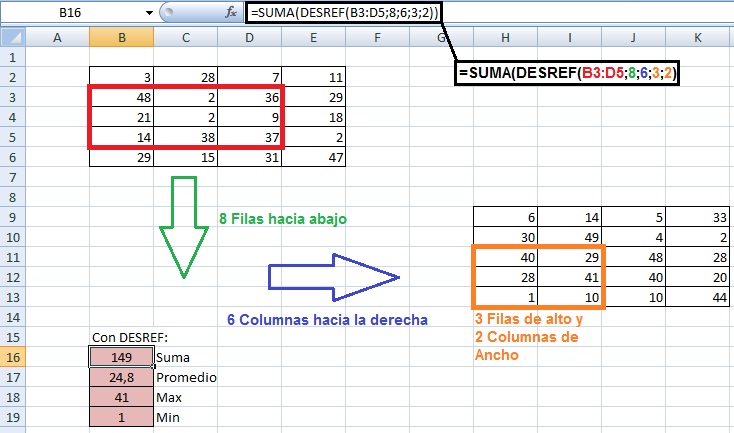 B16 fx =SUMA(DESREF(B3:D5;8;6;3;2))
A B C D E F G H I J K
1
=SUMA(DESREF(B3:D5;8;6;3;2)
2 3 28 7 11
3 48 2 36 29
4 21 2 9 18
5 14 38 37 2
6 29 15 31 47
7
8
9 6 14 5 33
8 Filas hacia abajo
10 30 49 4 2
11 40 29 48 28
12 28 41 40 20
13 1 10 10 44
14 6 Columnas hacia la derecha
3 Filas de alto y
2 Columnas de
Ancho
15 Con DESREF:
16 149 Suma
17 24,8 Promedio
18 41 Max
19 1 Min